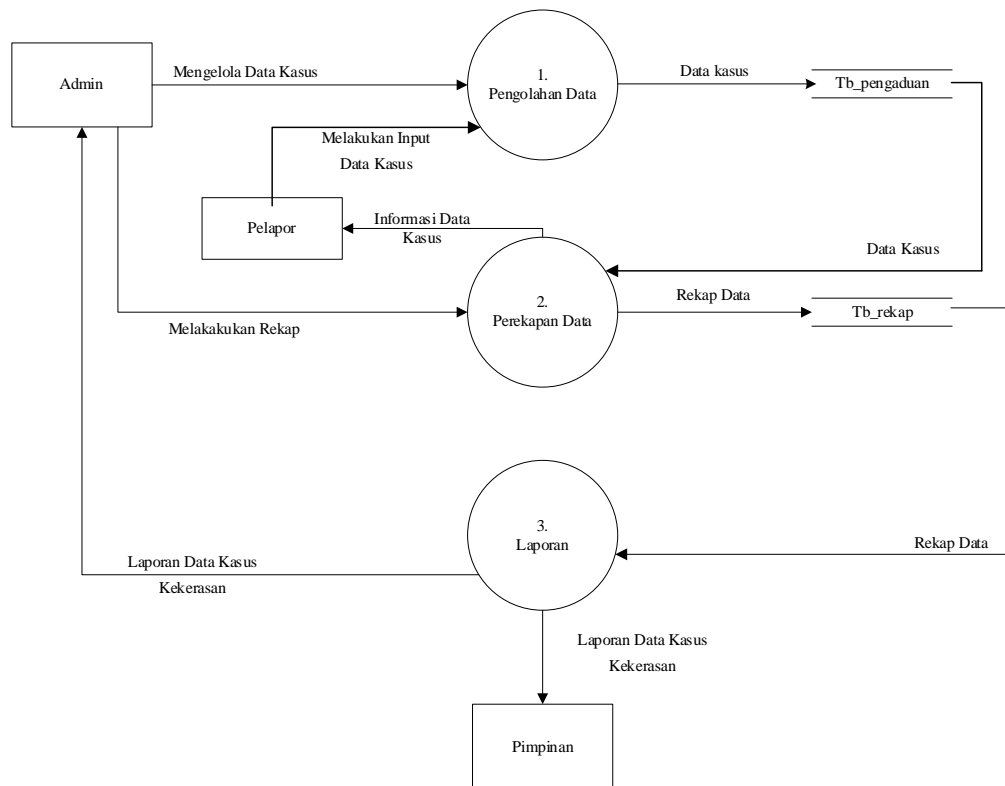 Admin
Mengelola Data Kasus
1.
Pengolahan Data
Data kasus
Tb_pengaduan
Melakukan Input
Data Kasus
Pelapor
Informasi Data
Kasus
Data Kasus
2.
Perekapan Data
Rekap Data
Tb_rekap
Melakakukan Rekap
3.
Laporan
Rekap Data
Laporan Data Kasus
Kekerasan
Laporan Data Kasus
Kekerasan
Pimpinan